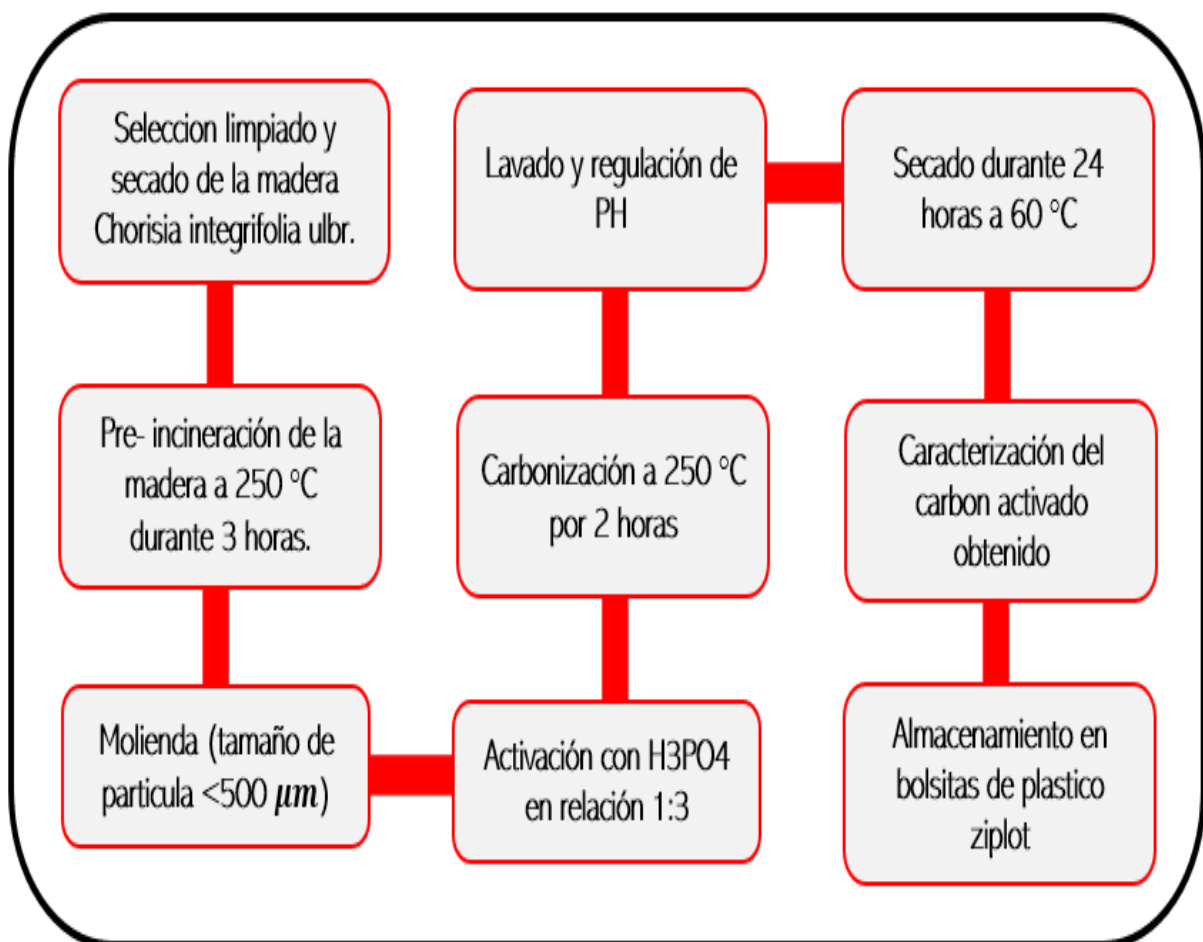 Seleccion limpiado y
secado de la madera
Chorisia integrifolia ulbr.
Pre- incineración de la
madera a 250 °C
durante 3 horas.
Molienda (tamaño de
particula <500 μm)
Activación con H3PO4
en relación 1:3
Carbonización a 250 °C
por 2 horas
Lavado y regulación de
PH
Secado durante 24
horas a 60 °C
Caracterización del
carbon activado
obtenido
Almacenamiento en
bolsitas de plastico
ziplot